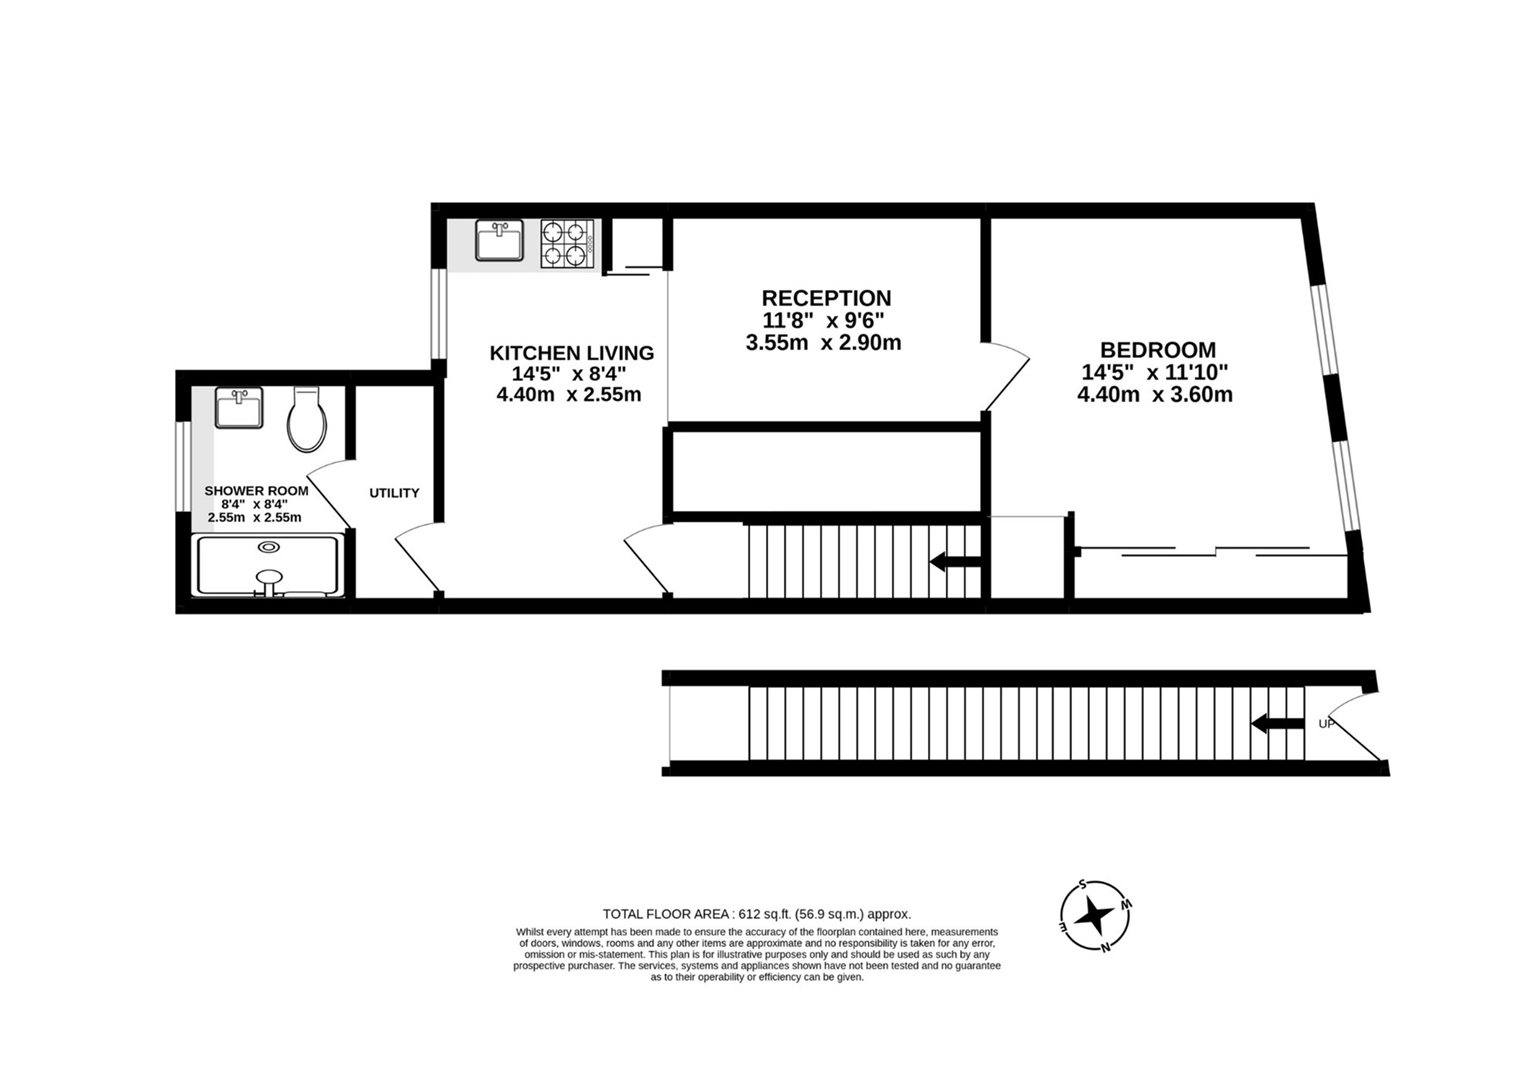 RECEPTION
11'8" x 9'6"
3.55m x 2.90m
KITCHEN LIVING
14'5" x 8'4"
4.40m x 2.55m
BEDROOM
14'5" x 11'10"
4.40m x 3.60m
SHOWER ROOM
8'4" x 8'4"
2.55m x 2.55m
UTILITY
UP
S
W
E
N
TOTAL FLOOR AREA : 612 sq.ft. (56.9 sq.m.) approx.
Whilst every attempt has been made to ensure the accuracy of the floorplan contained here, measurements
of doors, windows, rooms and any other items are approximate and no responsibility is taken for any error,
omission or mis-statement. This plan is for illustrative purposes only and should be used as such by any
prospective purchaser. The services, systems and appliances shown have not been tested and no guarantee
as to their operability or efficiency can be given.